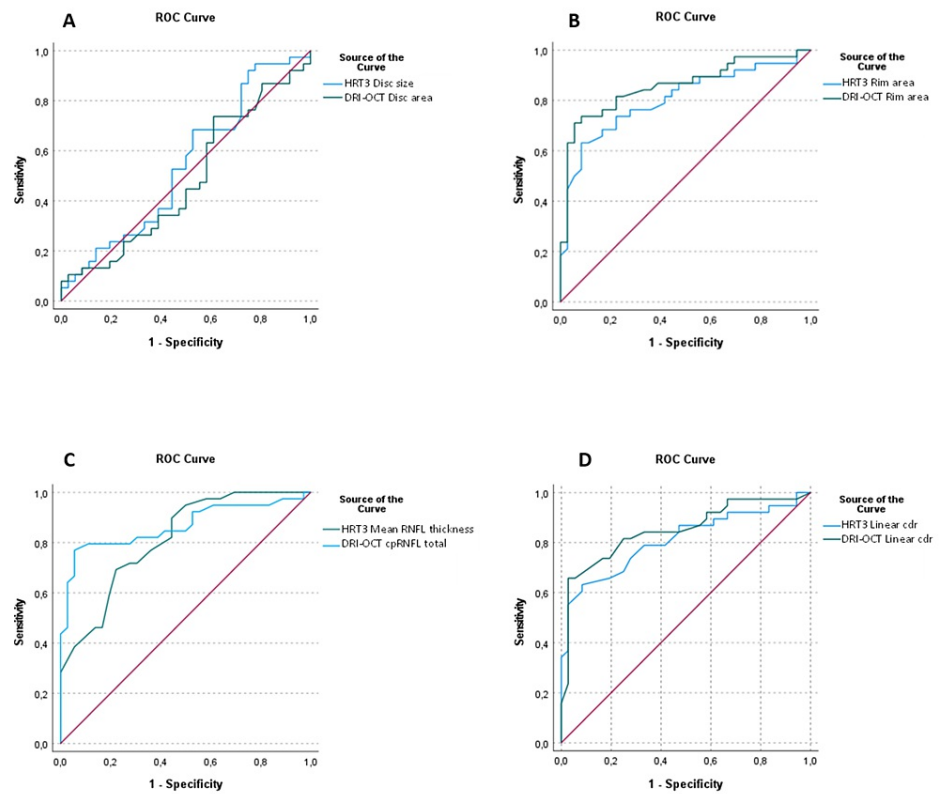 A
ROC Curve
Source of the
Curve
HRT3 Disc size
DRI-OCT Disc area
Sensitivity
1,0
0,8
0,6
0,4
0,2
0,0
0,0 0,2 0,4 0,6 0,8 1,0
1 - Specificity
B
ROC Curve
Source of the
Curve
HRT3 Rim area
DRI-OCT Rim area
Sensitivity
1,0
0,8
0,6
0,4
0,2
0,0
0,0 0,2 0,4 0,6 0,8 1,0
1 - Specificity
C
ROC Curve
Source of the
Curve
HRT3 Mean RNFL thickness
DRI-OCT cpRNFL total
Sensitivity
1,0
0,8
0,6
0,4
0,2
0,0
0,0 0,2 0,4 0,6 0,8 1,0
1 - Specificity
D
ROC Curve
Source of the
Curve
HRT3 Linear cdr
DRI-OCT Linear cdr
Sensitivity
1,0
0,8
0,6
0,4
0,2
0,0
0,0 0,2 0,4 0,6 0,8 1,0
1 - Specificity